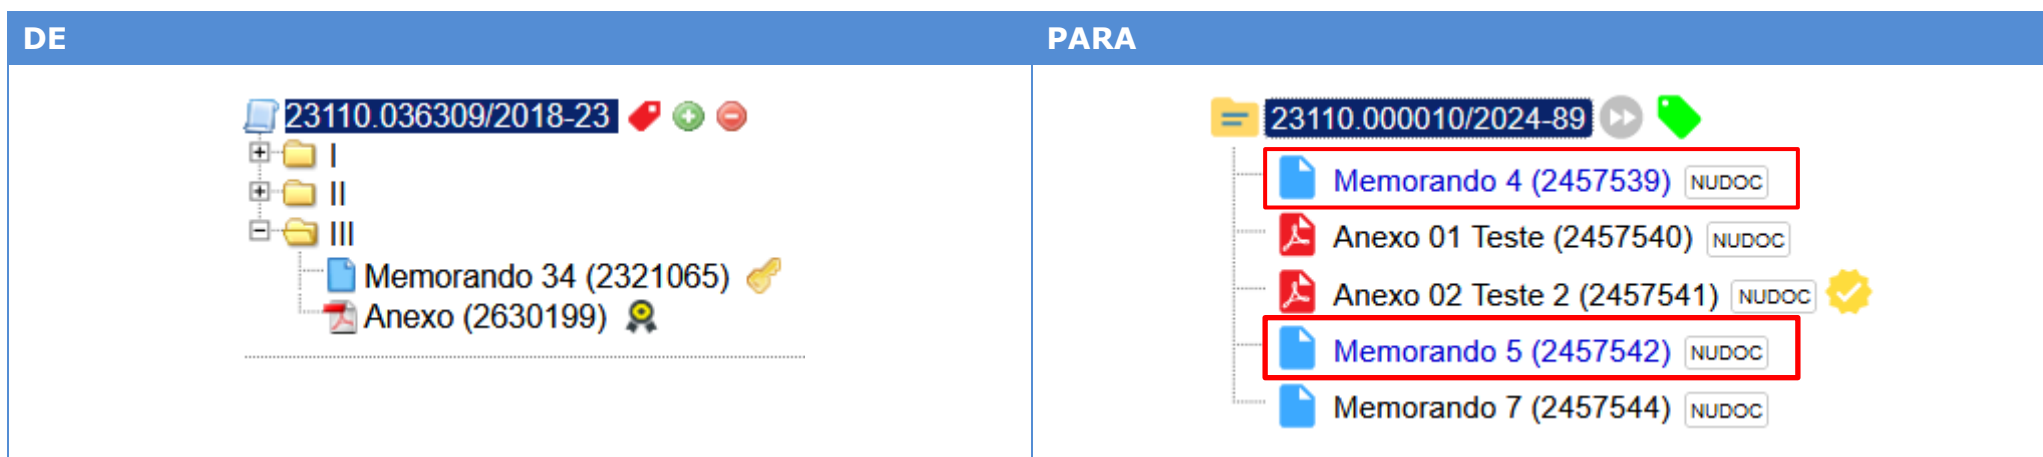 DE
PARA
23110.036309/2018-23
I
II
III
Memorando 34 (2321065)
Anexo (2630199)
23110.000010/2024-89
Memorando 4 (2457539) NUDOC
Anexo 01 Teste (2457540) NUDOC
Anexo 02 Teste 2 (2457541) NUDOC
Memorando 5 (2457542) NUDOC
Memorando 7 (2457544) NUDOC